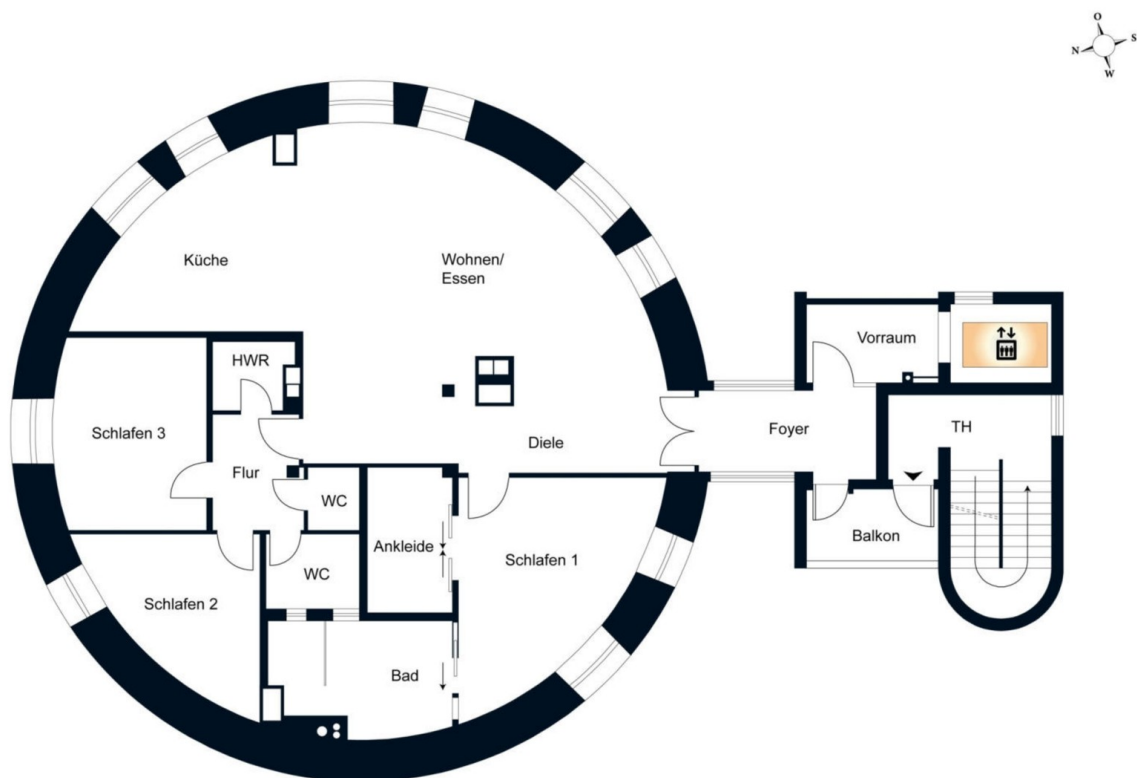 O
N
S
W
Küche
Wohnen/
Essen
Vorraum
HWR
Schlafen 3
Diele
Foyer
TH
Flur
WC
Ankleide
Schlafen 1
Balkon
WC
Schlafen 2
Bad